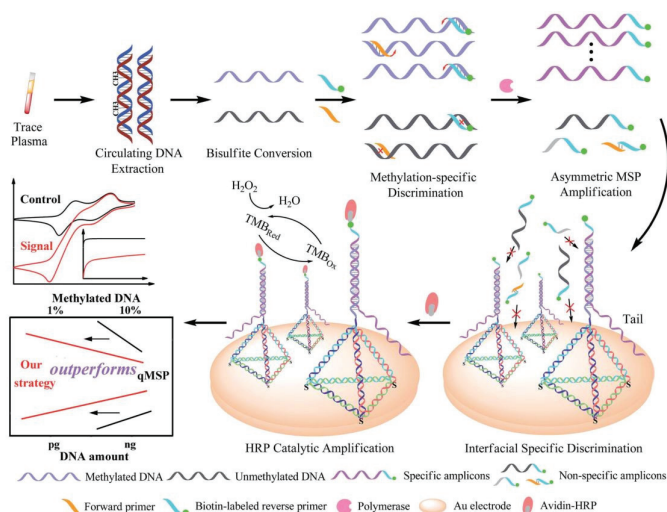 CH3
CH3
Trace
Plasma
Circulating DNA
Extraction
Bisulfite Conversion
Methylation-specific
Discrimination
Asymmetric MSP
Amplification
Control
Signal
H2O2
H2O
TMBRed
TMBOx
Tail
Methylated DNA
1% 10%
Our
strategy
outperforms
qMSP
pg ng
DNA amount
S
S
S
S
HRP Catalytic Amplification
Interfacial Specific Discrimination
Methylated DNA
Unmethylated DNA
Specific amplicons
Non-specific amplicons
Forward primer
Biotin-labeled reverse primer
Polymerase
Au electrode
Avidin-HRP